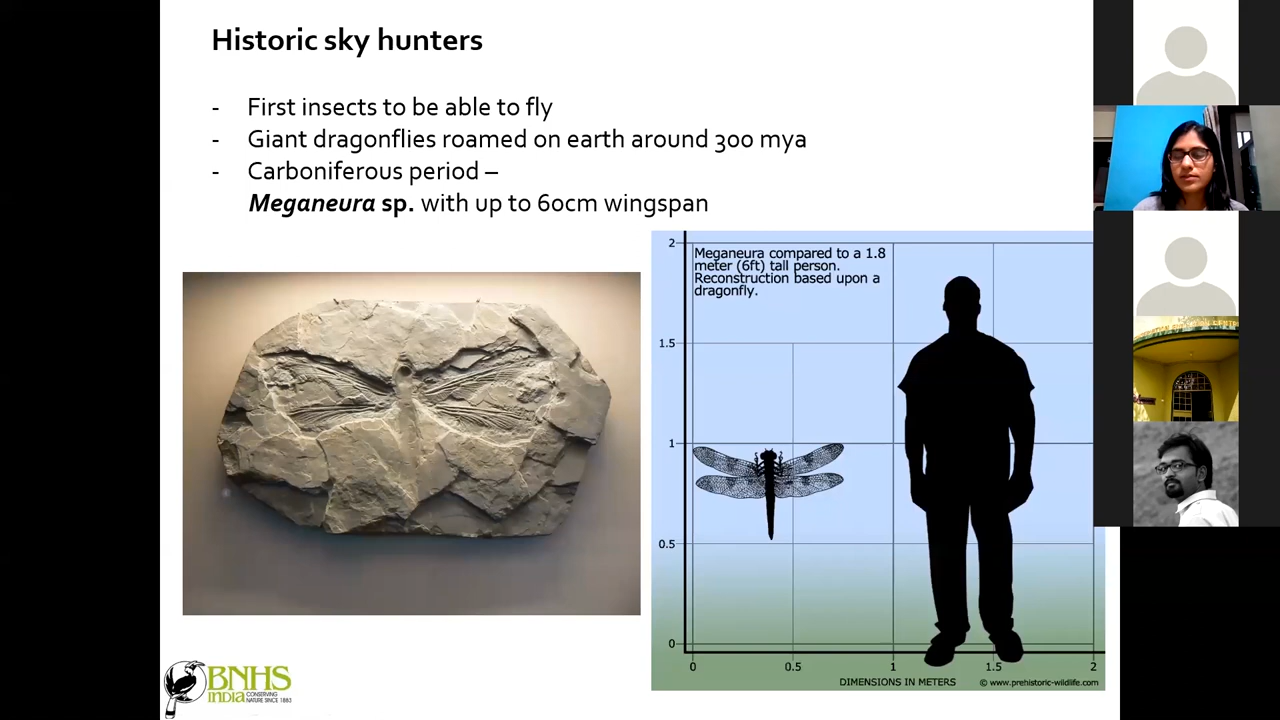 Historic sky hunters
- First insects to be able to fly
- Giant dragonflies roamed on earth around 300 mya
- Carboniferous period –
Meganeura sp. with up to 60cm wingspan
Meganeura compared to a 1.8
meter (6ft) tall person.
Reconstruction based upon a
dragonfly.
2
1.5
1
0.5
0
0 0.5 1 1.5 2
DIMENSIONS IN METERS © www.prehistoric-wildlife.com
BNHS
india CONSERVING
NATURE SINCE 1883